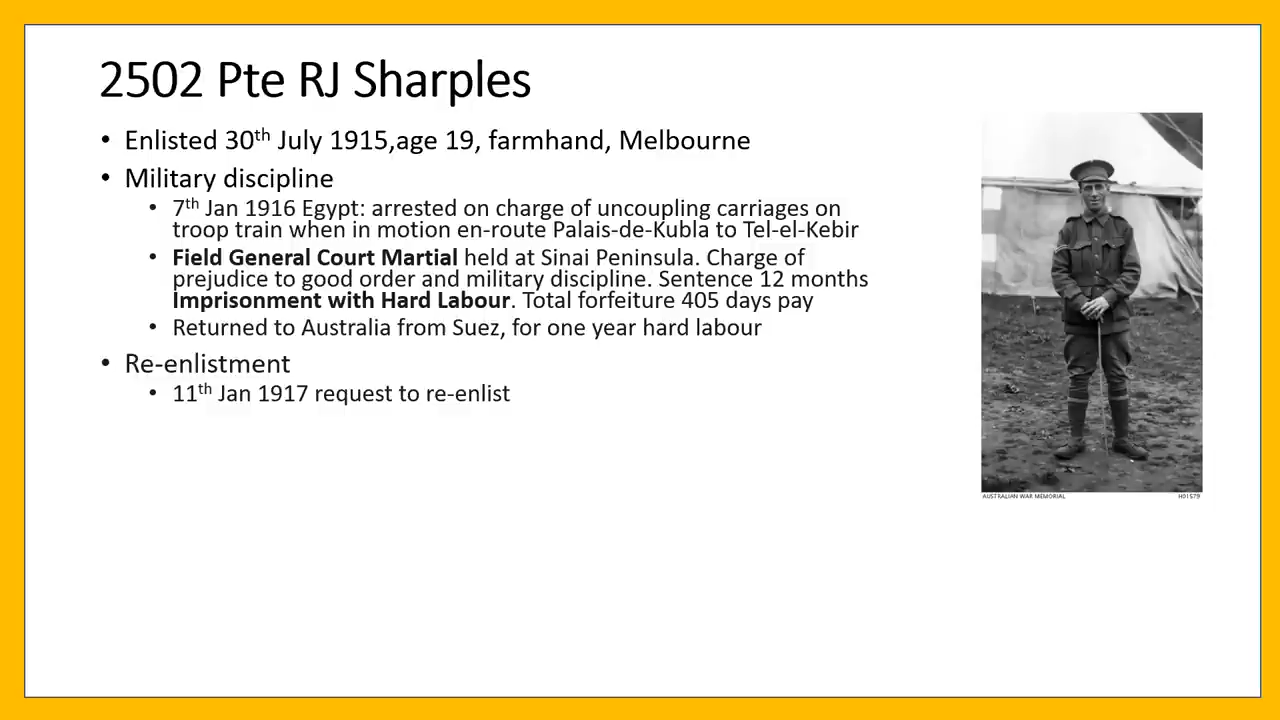 2502 Pte RJ Sharples
• Enlisted 30th July 1915,age 19, farmhand, Melbourne
• Military discipline
• 7th Jan 1916 Egypt: arrested on charge of uncoupling carriages on
troop train when in motion en-route Palais-de-Kubla to Tel-el-Kebir
• Field General Court Martial held at Sinai Peninsula. Charge of
prejudice to good order and military discipline. Sentence 12 months
Imprisonment with Hard Labour. Total forfeiture 405 days pay
• Returned to Australia from Suez, for one year hard labour
• Re-enlistment
• 11th Jan 1917 request to re-enlist
AUSTRALIAN WAR MEMORIAL H01579